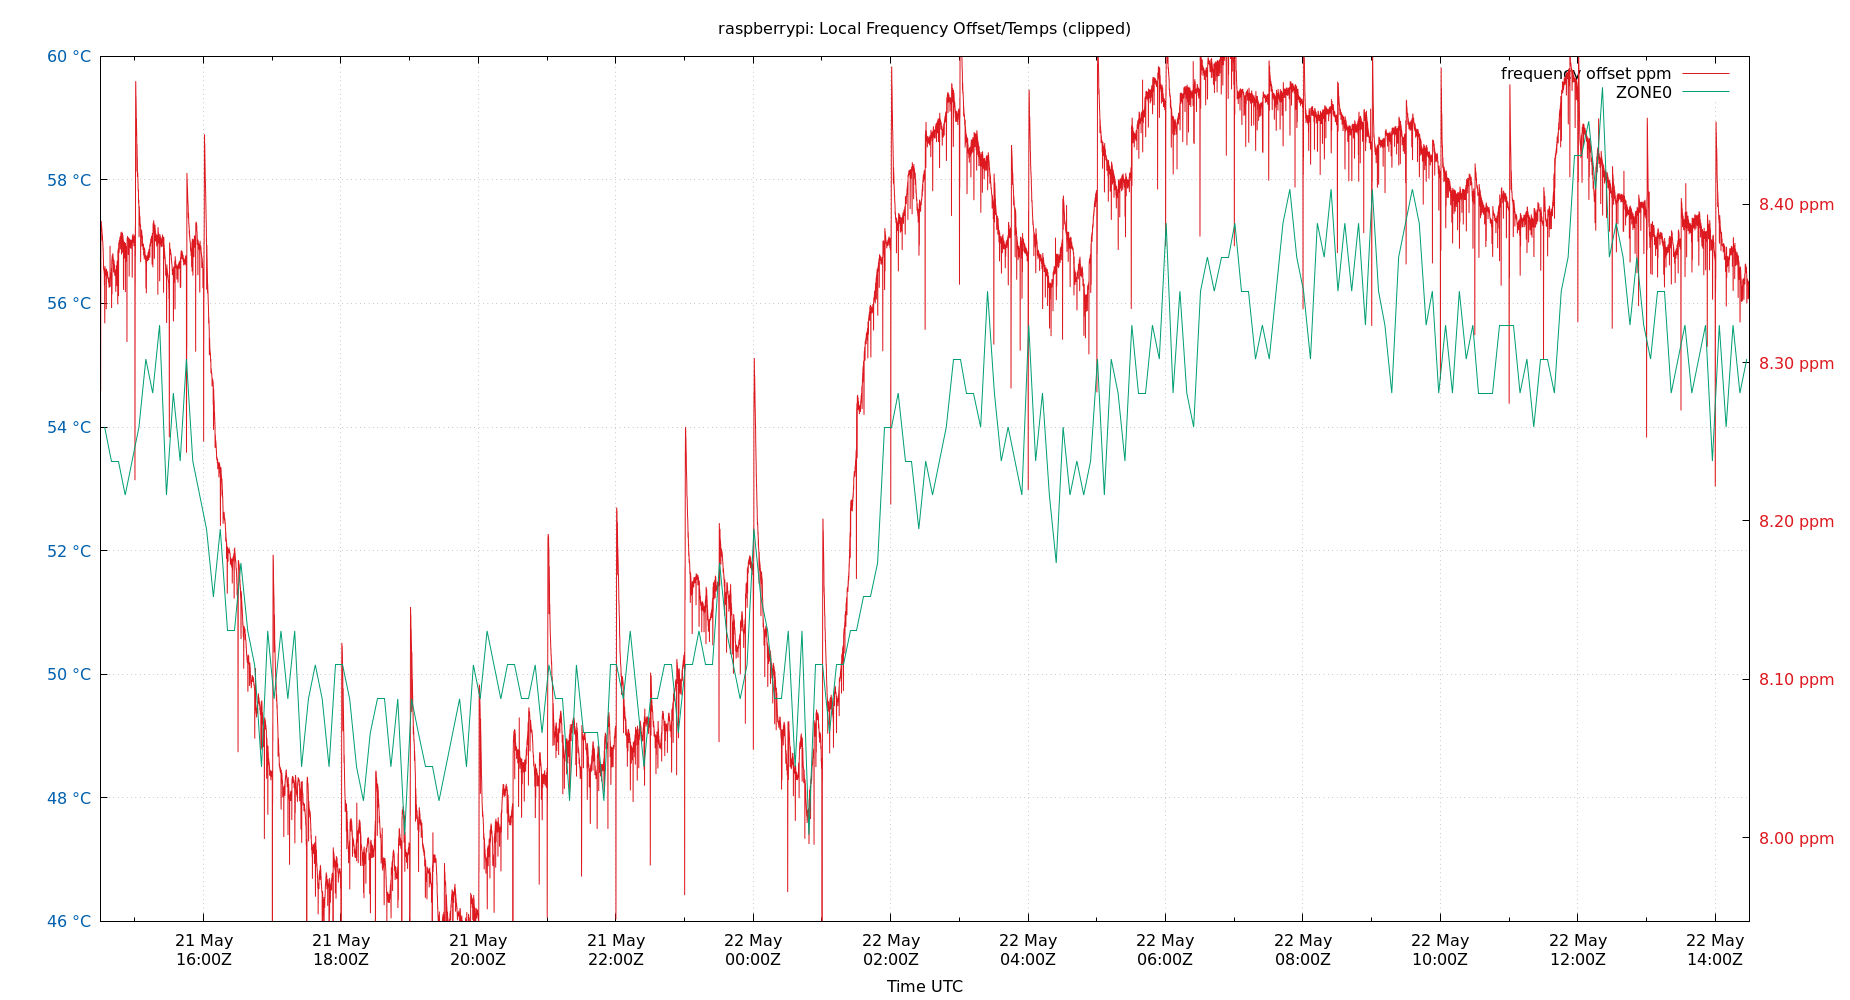 raspberrypi: Local Frequency Offset/Temps (clipped)
60 °C
58 °C
56 °C
54 °C
52 °C
50 °C
48 °C
46 °C
frequency offset ppm
ZONE0
8.40 ppm
8.30 ppm
8.20 ppm
8.10 ppm
8.00 ppm
21 May
16:00Z
21 May
18:00Z
21 May
20:00Z
21 May
22:00Z
22 May
00:00Z
22 May
02:00Z
22 May
04:00Z
22 May
06:00Z
22 May
08:00Z
22 May
10:00Z
22 May
12:00Z
22 May
14:00Z
Time UTC